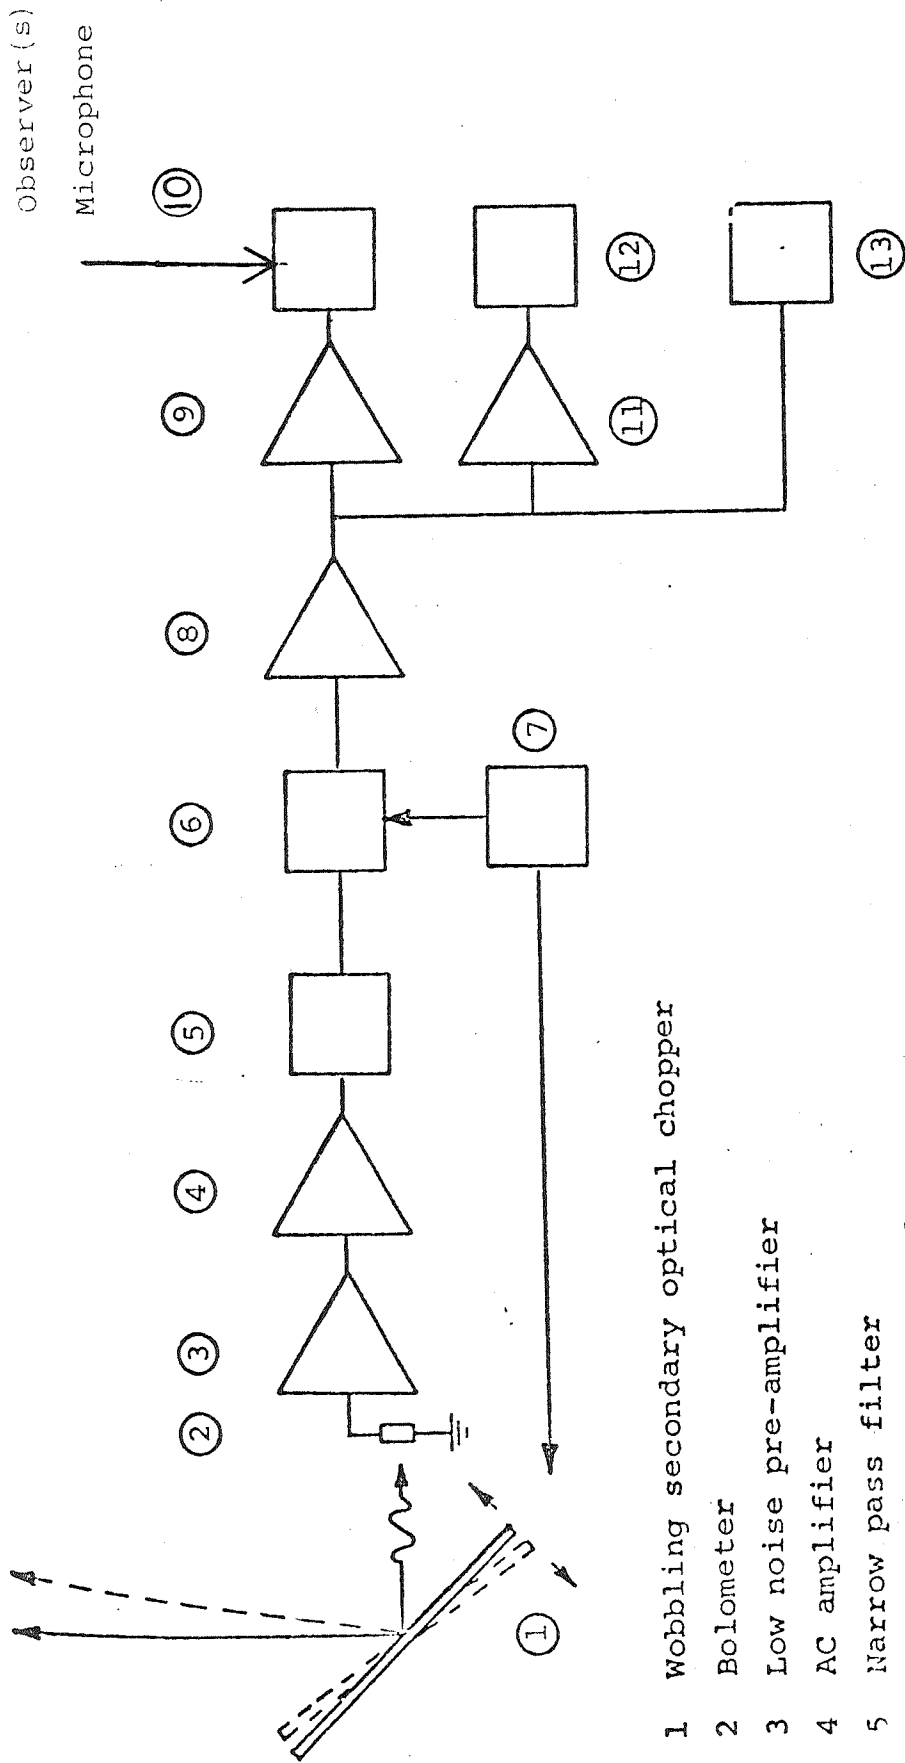 Observer(s)
Microphone
10
9
8
6
5
4
3
2
12
11
13
7
1
1 Wobbling secondary optical chopper
2 Bolometer
3 Low noise pre-amplifier
4 AC amplifier
5 Narrow pass filter